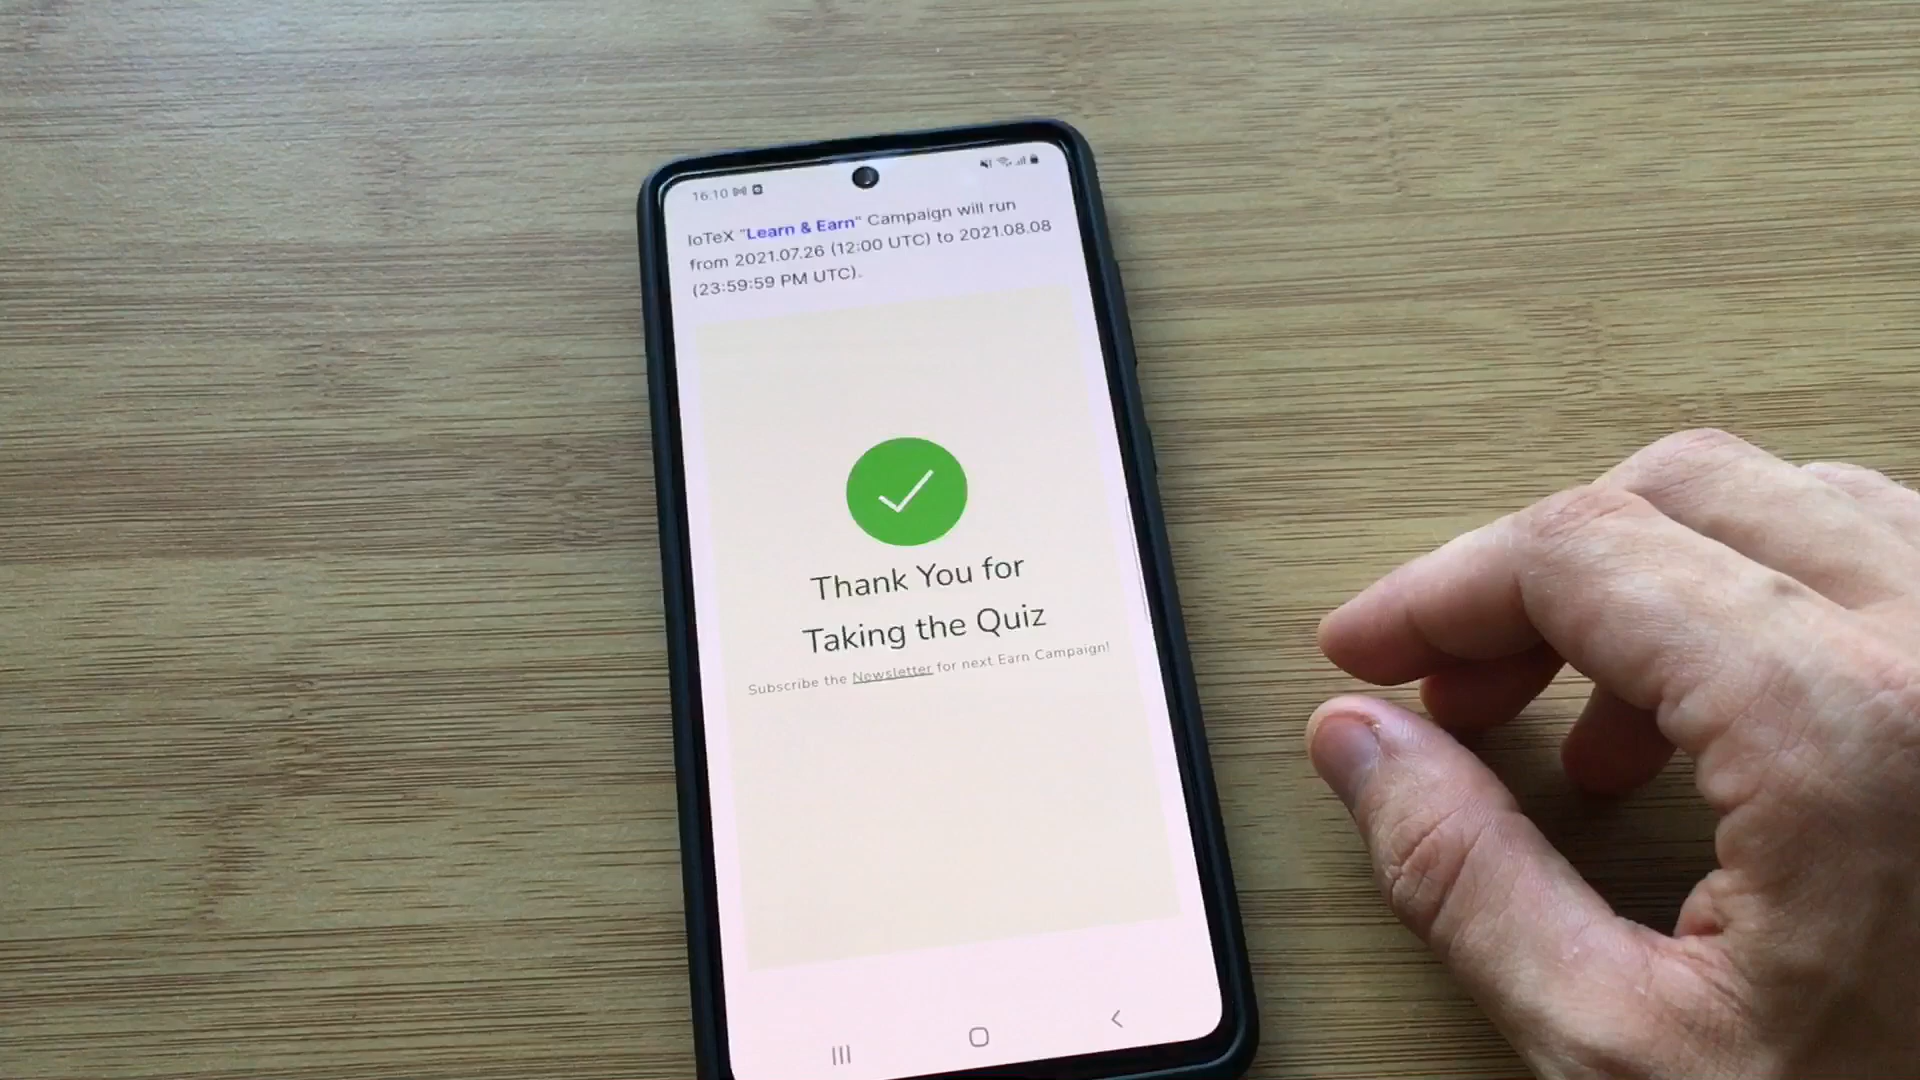 16:10
IoTeX "Learn & Earn" Campaign will run
from 2021.07.26 (12:00 UTC) to 2021.08.08
(23:59:59 PM UTC).
Thank You for
Taking the Quiz
Subscribe the Newsletter for next Earn Campaign!